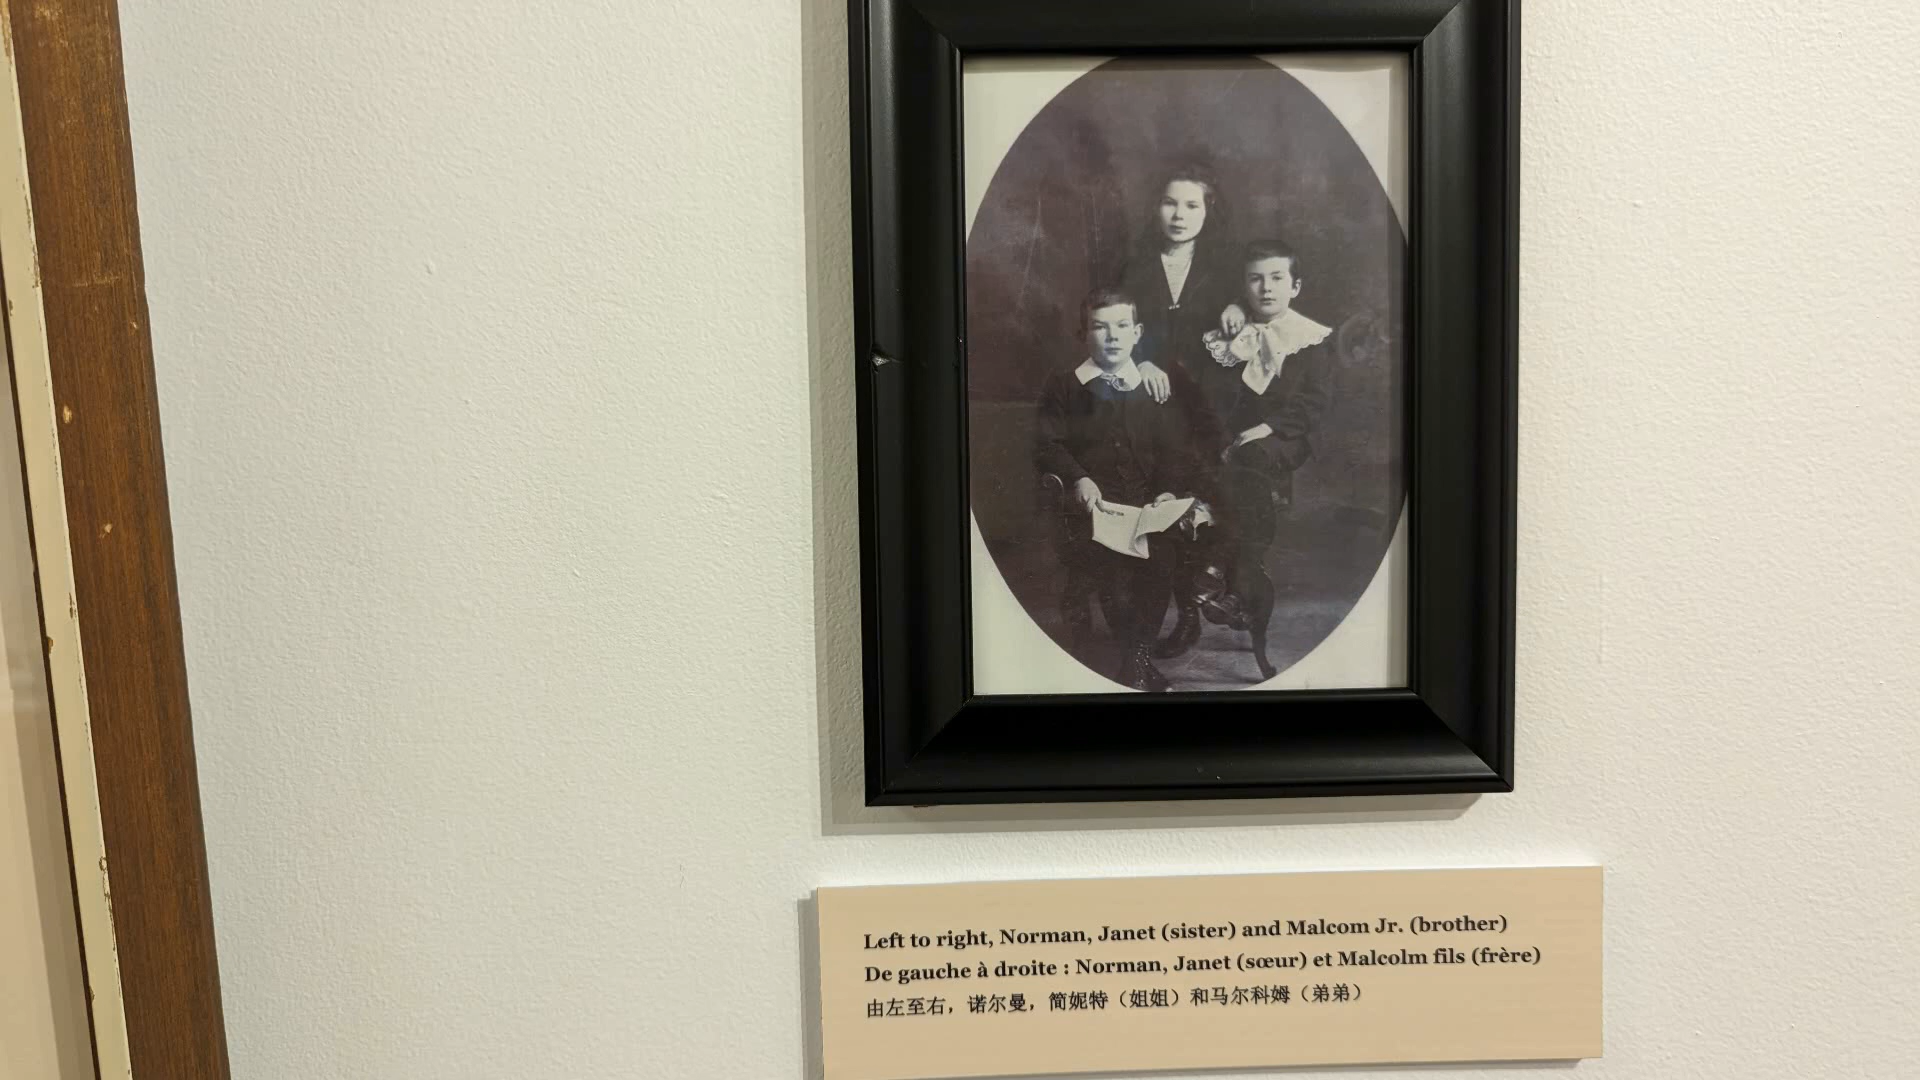 Left to right, Norman, Janet (sister) and Malcom Jr. (brother)
De gauche à droite : Norman, Janet (sœur) et Malcolm fils (frère)
由左至右，诺尔曼，简妮特（姐姐）和马尔科姆（弟弟）